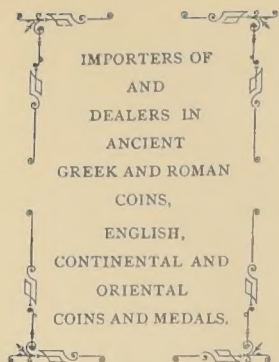 IMPORTERS OF
AND
DEALERS IN
ANCIENT
GREEK AND ROMAN
COINS,
ENGLISH,
CONTINENTAL AND
ORIENTAL
COINS AND MEDALS.